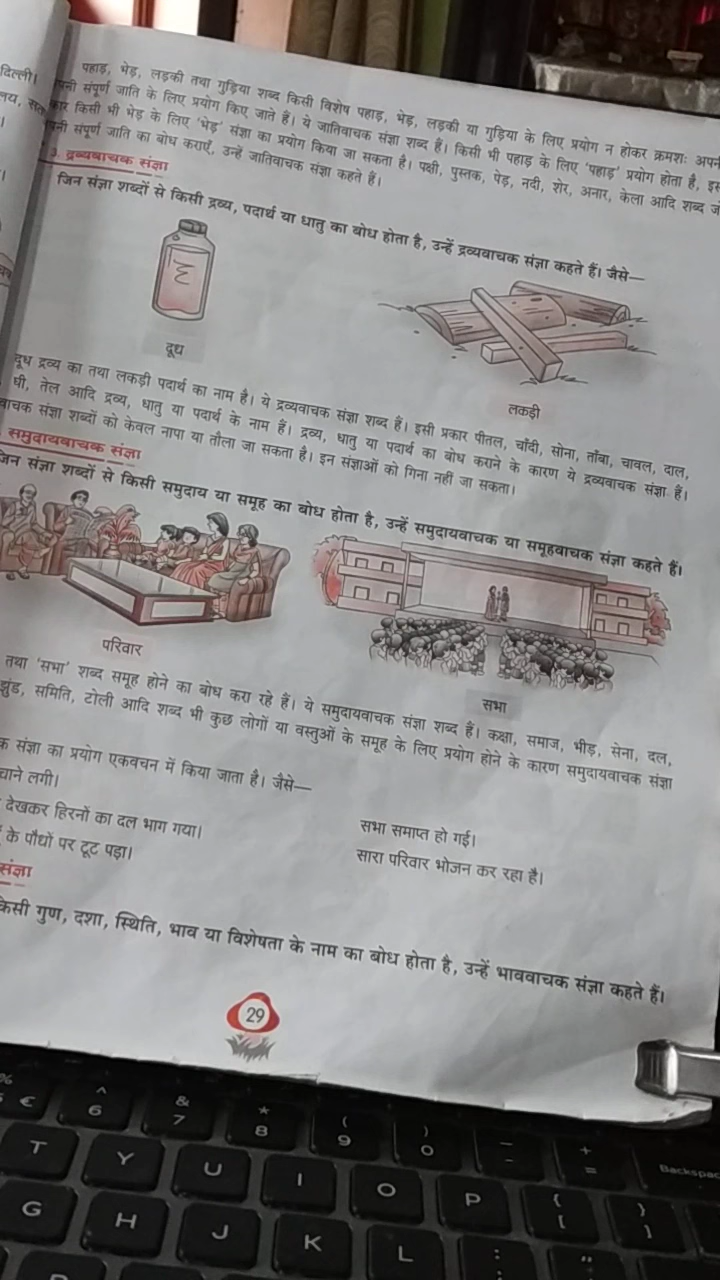 दिल्ली।
पहाड़, भेड़, लड़की तथा गुड़िया शब्द किसी विशेष पहाड़, भेड़, लड़की या गुड़िया के लिए प्रयोग न होकर क्रमशः अपनी
संपूर्ण जाति के लिए प्रयोग किए जाते हैं। ये जातिवाचक संज्ञा शब्द हैं। किसी भी पहाड़ के लिए 'पहाड़' प्रयोग होता है, इस
किसी भी भेड़ के लिए 'भेड़' संज्ञा का प्रयोग किया जा सकता है। पक्षी, पुस्तक, पेड़, नदी, शेर, अनार, केला आदि शब्द
संपूर्ण जाति का बोध कराएँ, उन्हें जातिवाचक संज्ञा कहते हैं।
3. द्रव्यवाचक संज्ञा
जिन संज्ञा शब्दों से किसी द्रव्य, पदार्थ या धातु का बोध होता है, उन्हें द्रव्यवाचक संज्ञा कहते हैं। जैसे—
दूध
लकड़ी
दूध द्रव्य का तथा लकड़ी पदार्थ का नाम है। ये द्रव्यवाचक संज्ञा शब्द हैं। इसी प्रकार पीतल, चाँदी, सोना, ताँबा, चावल, दाल,
घी, तेल आदि द्रव्य, धातु या पदार्थ के नाम हैं। द्रव्य, धातु या पदार्थ का बोध कराने के कारण ये द्रव्यवाचक संज्ञा हैं।
वाचक संज्ञा शब्दों को केवल नापा या तौला जा सकता है। इन संज्ञाओं को गिना नहीं जा सकता।
समुदायवाचक संज्ञा
जिन संज्ञा शब्दों से किसी समुदाय या समूह का बोध होता है, उन्हें समुदायवाचक या समूहवाचक संज्ञा कहते हैं।
परिवार
सभा
तथा 'सभा' शब्द समूह होने का बोध करा रहे हैं। ये समुदायवाचक संज्ञा शब्द हैं। कक्षा, समाज, भीड़, सेना, दल,
झुंड, समिति, टोली आदि शब्द भी कुछ लोगों या वस्तुओं के समूह के लिए प्रयोग होने के कारण समुदायवाचक संज्ञा
क संज्ञा का प्रयोग एकवचन में किया जाता है। जैसे—
चाने लगी।
देखकर हिरनों का दल भाग गया।
सभा समाप्त हो गई।
के पौधों पर टूट पड़ा।
सारा परिवार भोजन कर रहा है।
संज्ञा
किसी गुण, दशा, स्थिति, भाव या विशेषता के नाम का बोध होता है, उन्हें भाववाचक संज्ञा कहते हैं।
29
% ^ & * ( ) _ +
€ 6 7 8 9 0 - = Backspac
T Y U I O P { [ } ]
G H J K L : ; "